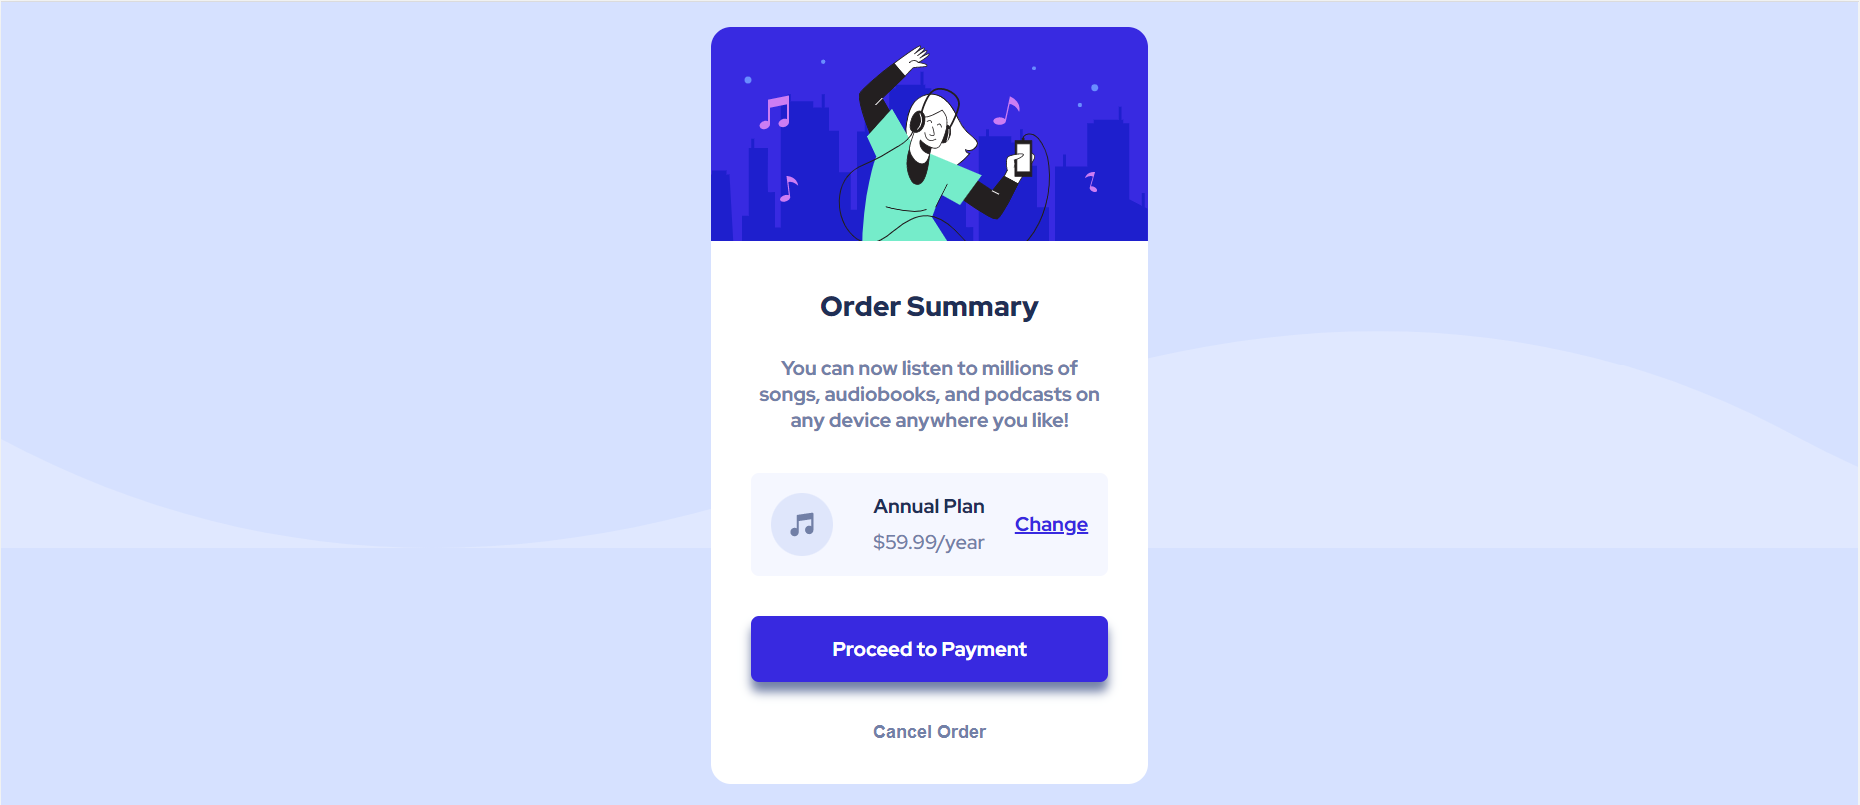 Order Summary
You can now listen to millions of
songs, audiobooks, and podcasts on
any device anywhere you like!
Annual Plan
$59.99/year
Change
Proceed to Payment
Cancel Order